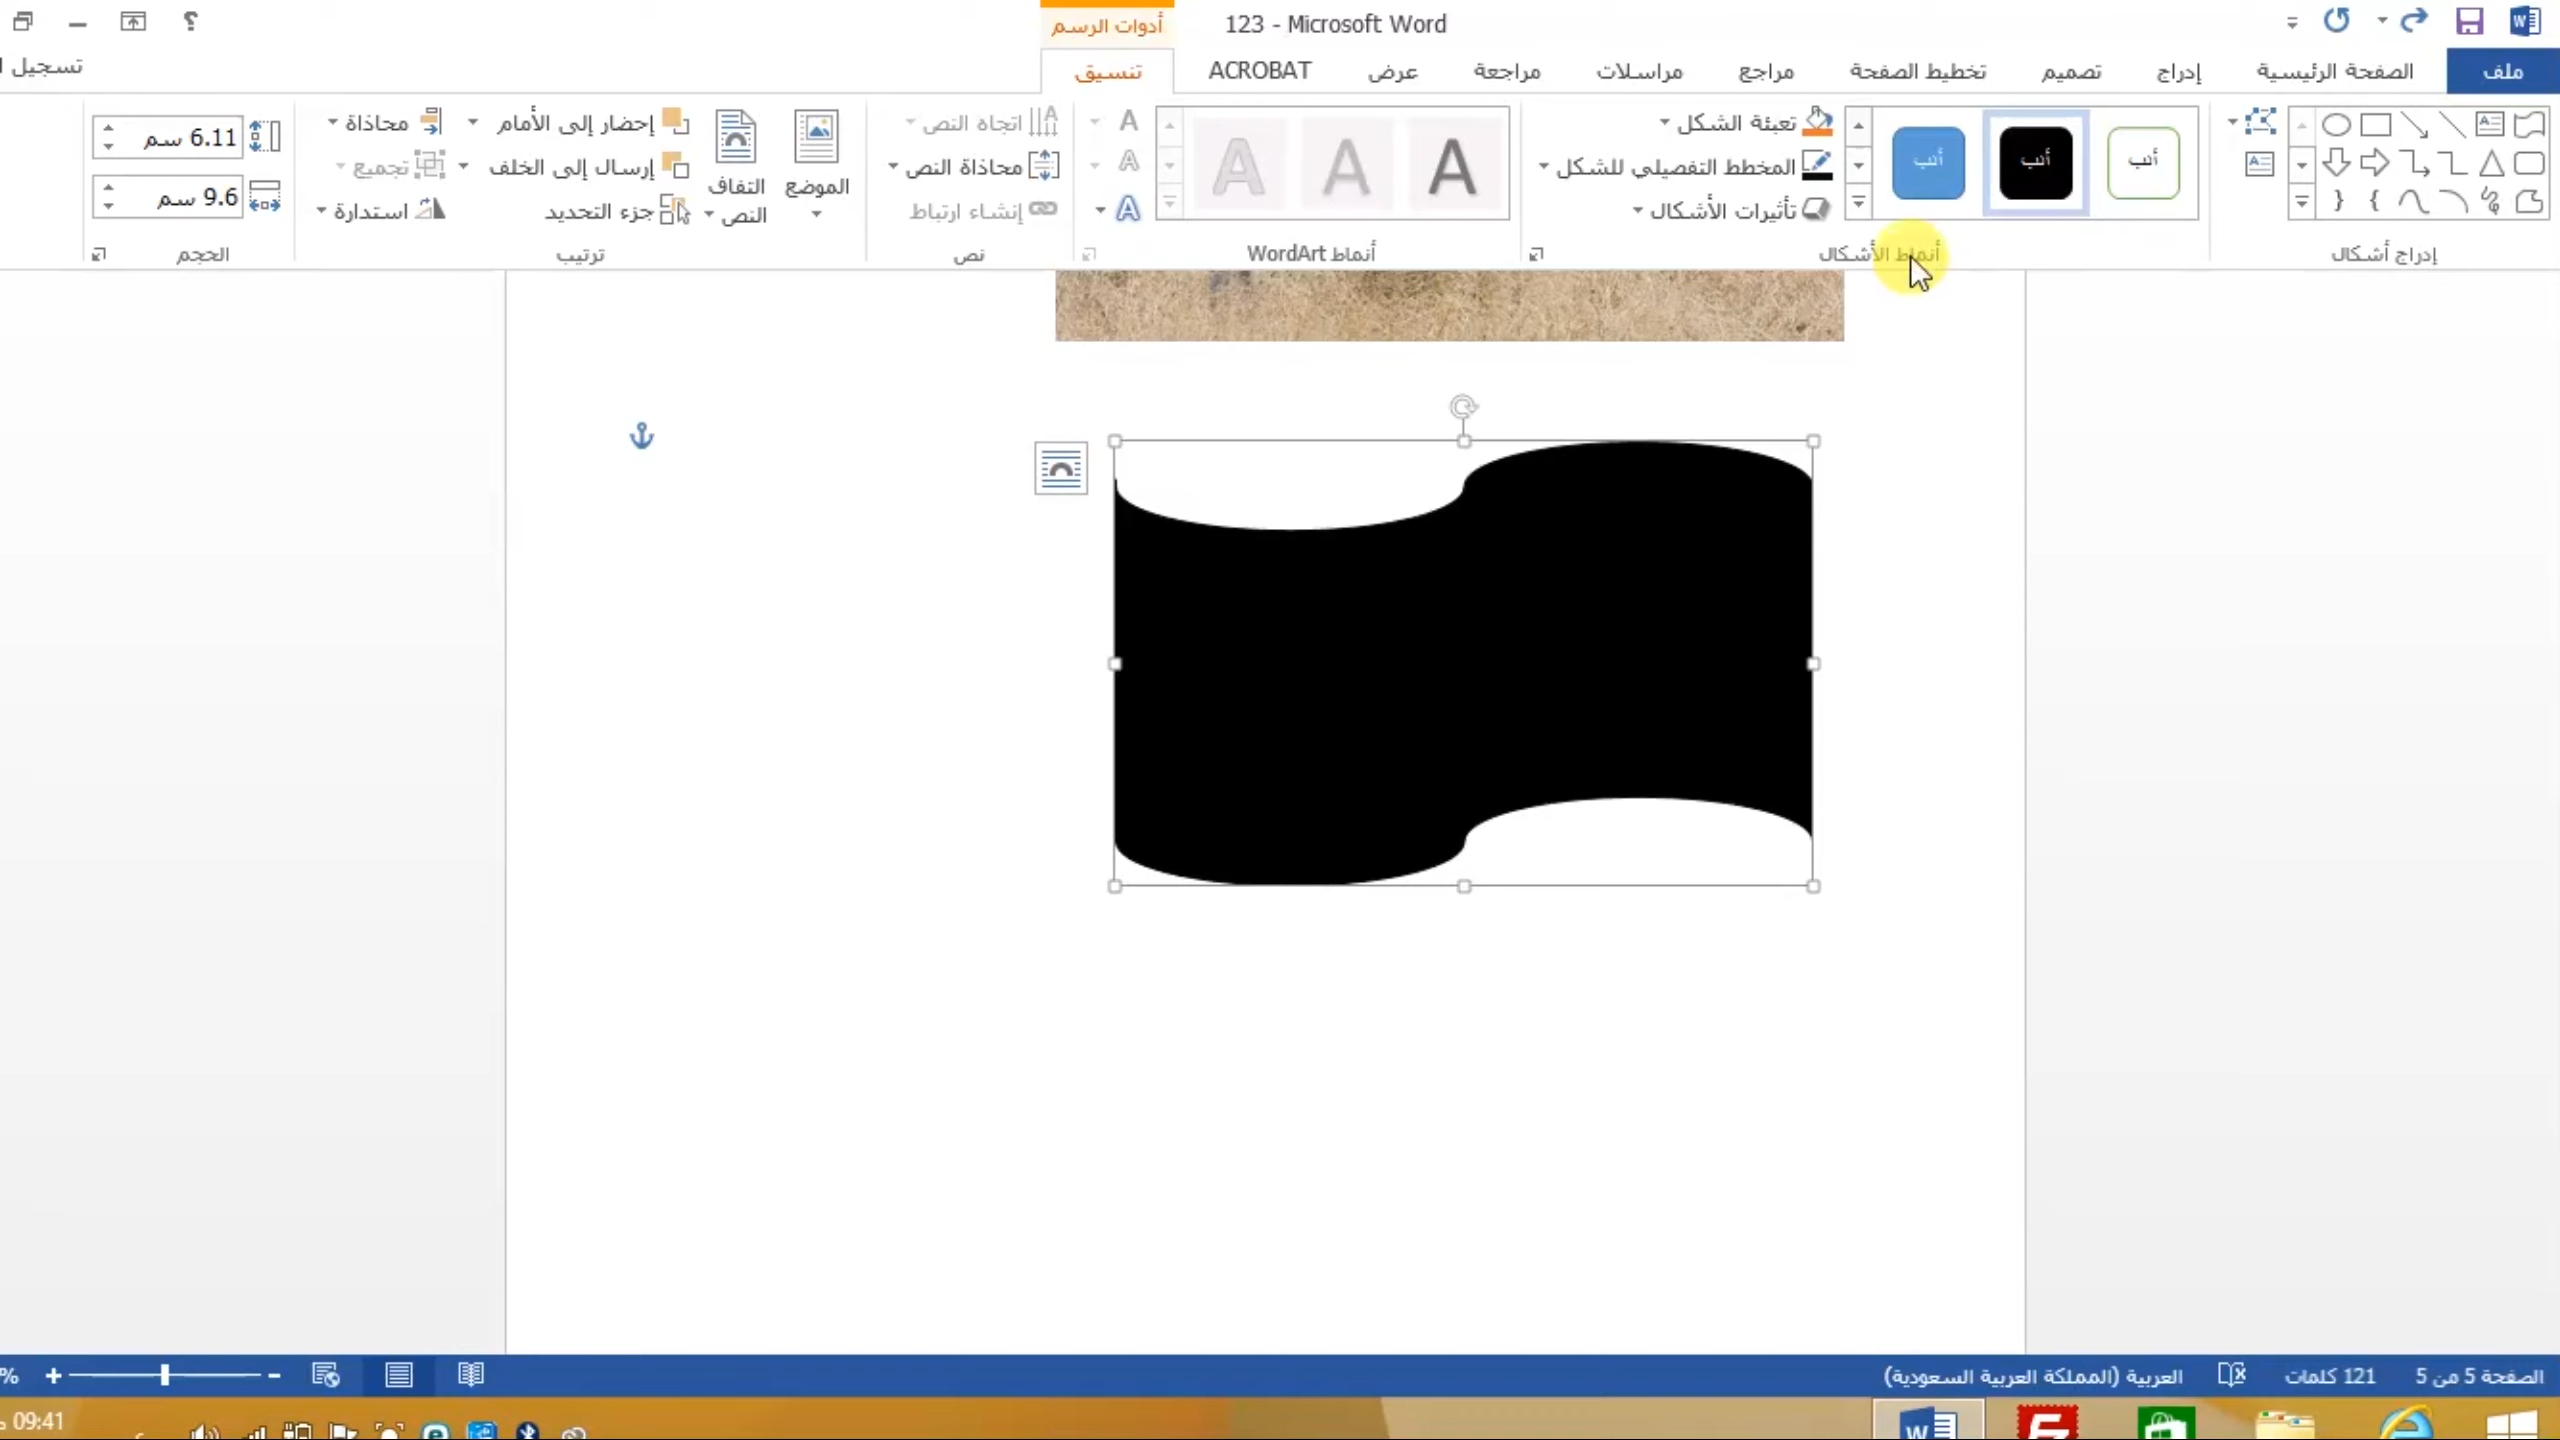 123 - Microsoft Word
أدوات الرسم
ملف
الصفحة الرئيسية
إدراج
تصميم
تخطيط الصفحة
مراجع
مراسلات
مراجعة
عرض
ACROBAT
تنسيق
تسجيل ا
أبب
أبب
أبب
تعبئة الشكل
المخطط التفصيلي للشكل
تأثيرات الأشكال
A A A
اتجاه النص
محاذاة النص
إنشاء ارتباط
الموضع
التفاف
النص
إحضار إلى الأمام
إرسال إلى الخلف
جزء التحديد
محاذاة
تجميع
استدارة
6.11 سم
9.6 سم
إدراج أشكال
أنماط الأشكال
أنماط WordArt
نص
ترتيب
الحجم
الصفحة 5 من 5
121 كلمات
العربية (المملكة العربية السعودية)
%
09:41